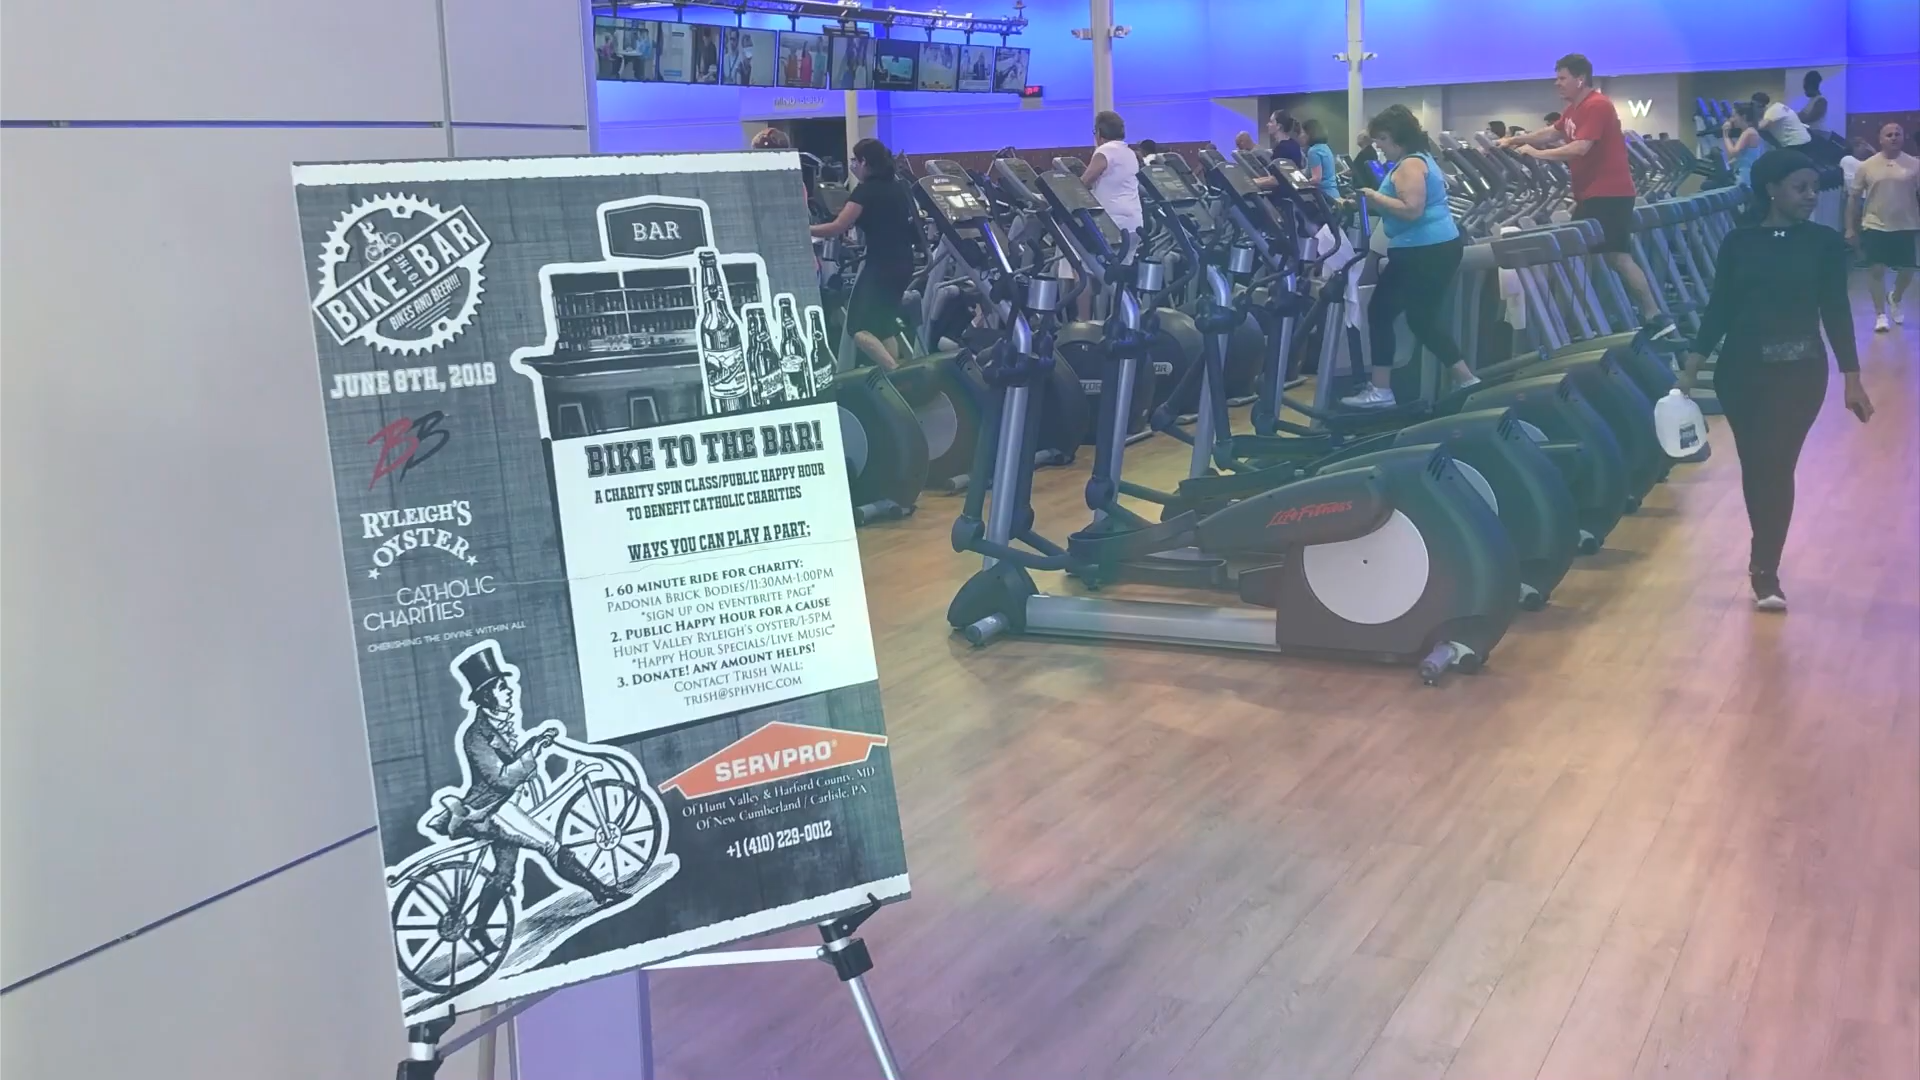 BIKE TO THE BAR
BIKES AND BEER!!!
JUNE 8TH, 2019
BB
RYLEIGH'S
OYSTER
CATHOLIC
CHARITIES
CHERISHING THE DIVINE WITHIN ALL
BAR
BIKE TO THE BAR!
A CHARITY SPIN CLASS/PUBLIC HAPPY HOUR
TO BENEFIT CATHOLIC CHARITIES
WAYS YOU CAN PLAY A PART:
1. 60 MINUTE RIDE FOR CHARITY:
PADONIA BRICK BODIES/11:30AM-1:00PM
*SIGN UP ON EVENTBRITE PAGE*
2. PUBLIC HAPPY HOUR FOR A CAUSE
HUNT VALLEY RYLEIGH'S OYSTER/1-5PM
*HAPPY HOUR SPECIALS/LIVE MUSIC*
3. DONATE! ANY AMOUNT HELPS!
CONTACT TRISH WALL:
TRISH@SPHVHC.COM
SERVPRO®
Of Hunt Valley & Harford County, MD
Of New Cumberland / Carlisle, PA
+1 (410) 229-0012
LifeFitness
W